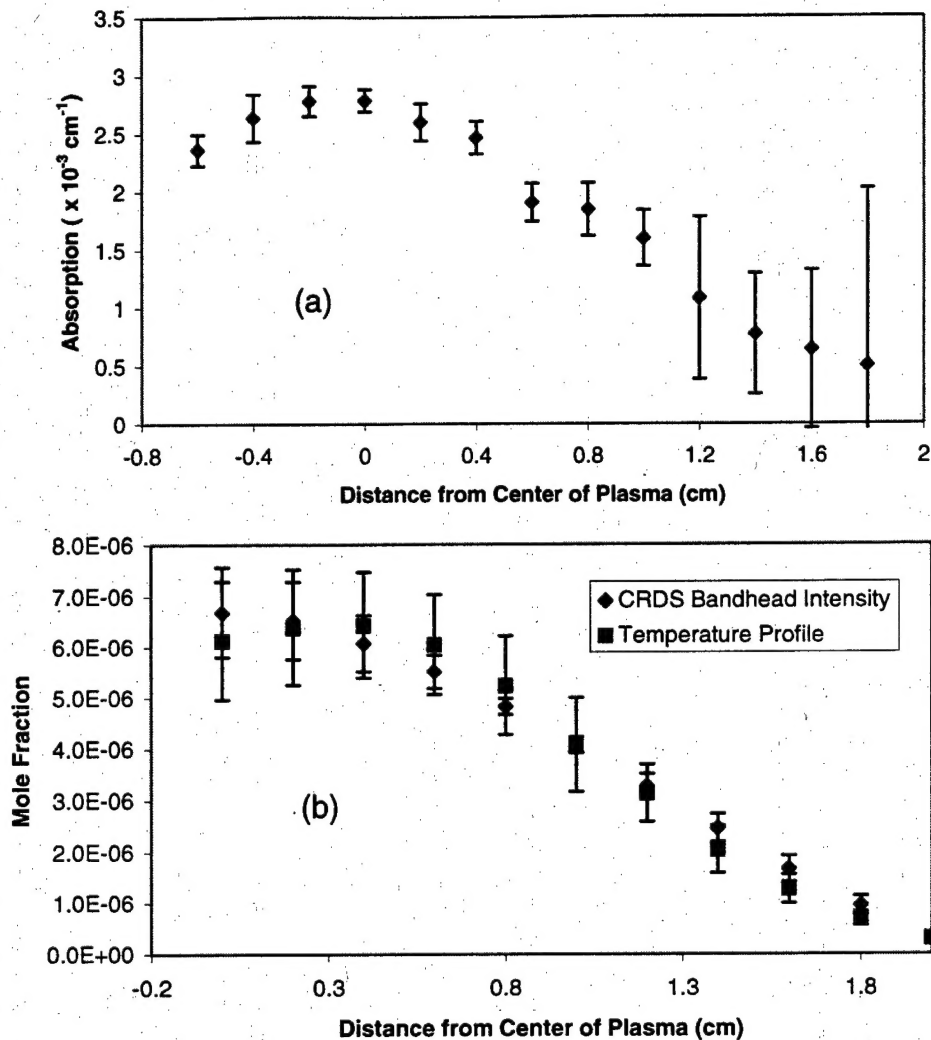 3.5
3
2.5
2
1.5
1
0.5
0
Absorption ( x 10⁻³ cm⁻¹)
(a)
-0.8 -0.4 0 0.4 0.8 1.2 1.6 2
Distance from Center of Plasma (cm)
8.0E-06
7.0E-06
6.0E-06
5.0E-06
4.0E-06
3.0E-06
2.0E-06
1.0E-06
0.0E+00
Mole Fraction
CRDS Bandhead Intensity
Temperature Profile
(b)
-0.2 0.3 0.8 1.3 1.8
Distance from Center of Plasma (cm)